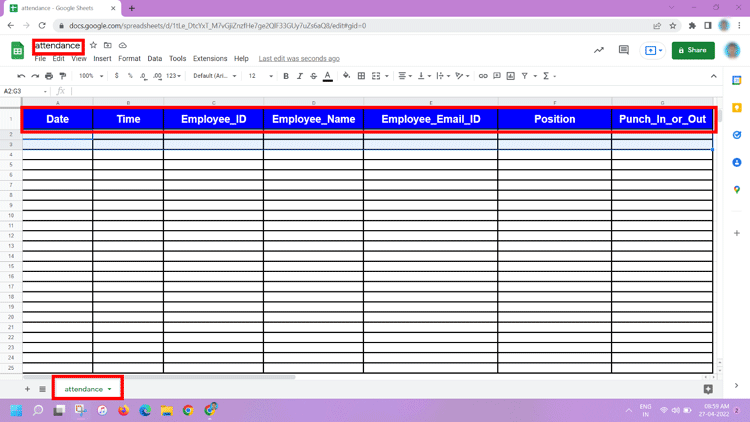 attendance - Google Sheets
docs.google.com/spreadsheets/d/1tLe_DtcYxT_M7vGJiZnzfHe7ge2QIF33GUy7uZs6aQ8/edit#gid=0
attendance
File Edit View Insert Format Data Tools Extensions Help Last edit was seconds ago
Share
100% $ % .0 .00 123 Default (Ari... 12 B I S A
A2:G3 fx
A B C D E F G
1 Date Time Employee_ID Employee_Name Employee_Email_ID Position Punch_In_or_Out
2
3
4
5
6
7
8
9
10
11
12
13
14
15
16
17
18
19
20
21
22
23
24
25
attendance
ENG
IN
08:59 AM
27-04-2022
2